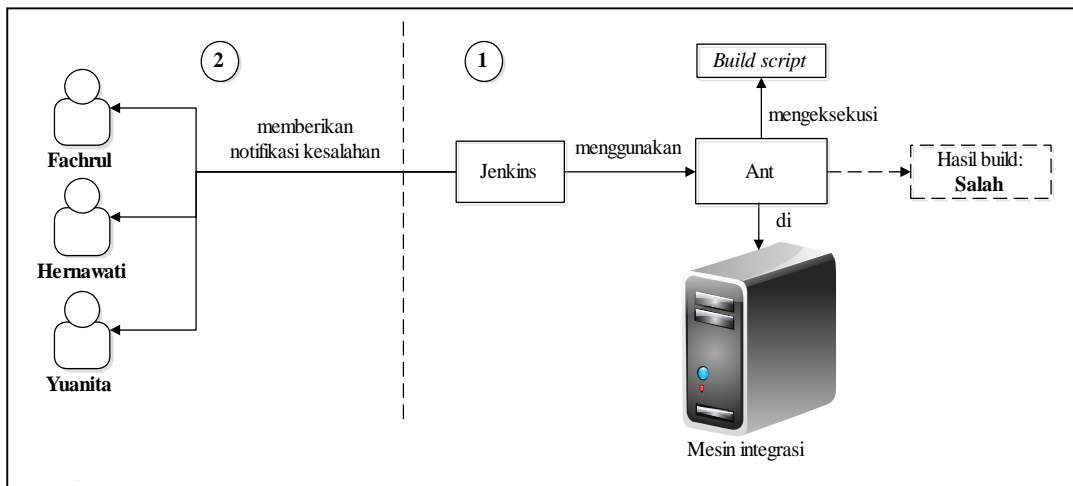 2
1
Build script
mengeksekusi
memberikan
notifikasi kesalahan
Fachrul
Jenkins
menggunakan
Ant
Hasil build:
Salah
di
Hernawati
Yuanita
Mesin integrasi